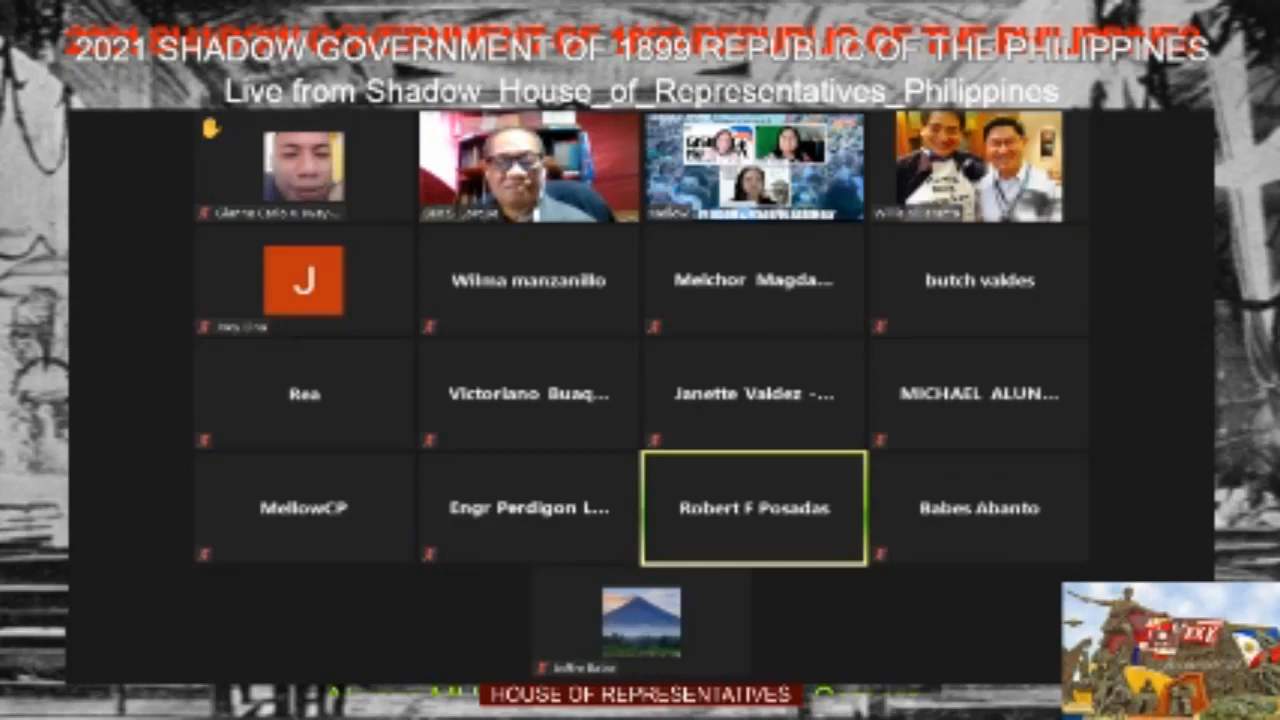 2021 SHADOW GOVERNMENT OF 1899 REPUBLIC OF THE PHILIPPINES
Live from Shadow_House_of_Representatives_Philippines
Wilma manzanillo
Melchor Magda...
butch valdes
J
Rea
Victoriano Buaq...
Janette Valdez -...
MICHAEL ALUN...
MellowCP
Engr Perdigon L...
Robert F Posadas
Babes Abanto
HOUSE OF REPRESENTATIVES